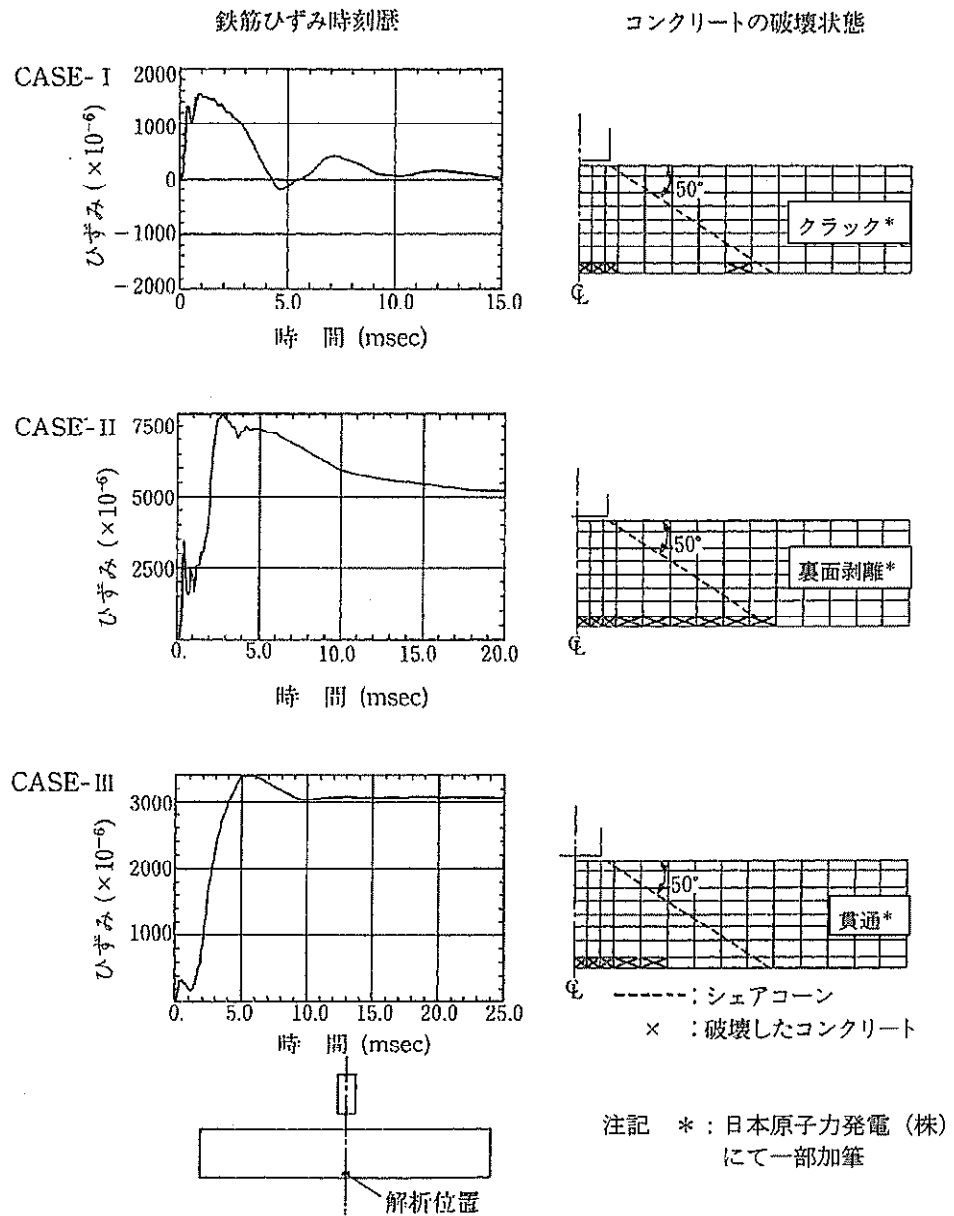 鉄筋ひずみ時刻歴
コンクリートの破壊状態
CASE-I
2000
1000
0
-1000
-2000
ひずみ (×10⁻⁶)
0 5.0 10.0 15.0
時 間 (msec)
50°
クラック*
℄
CASE-II
7500
5000
2500
ひずみ (×10⁻⁶)
0. 5.0 10.0 15.0 20.0
時 間 (msec)
50°
裏面剥離*
℄
CASE-III
3000
2000
1000
ひずみ (×10⁻⁶)
0. 5.0 10.0 15.0 20.0 25.0
時 間 (msec)
50°
貫通*
℄
-----: シェアコーン
× : 破壊したコンクリート
解析位置
注記 * : 日本原子力発電 (株)
にて一部加筆